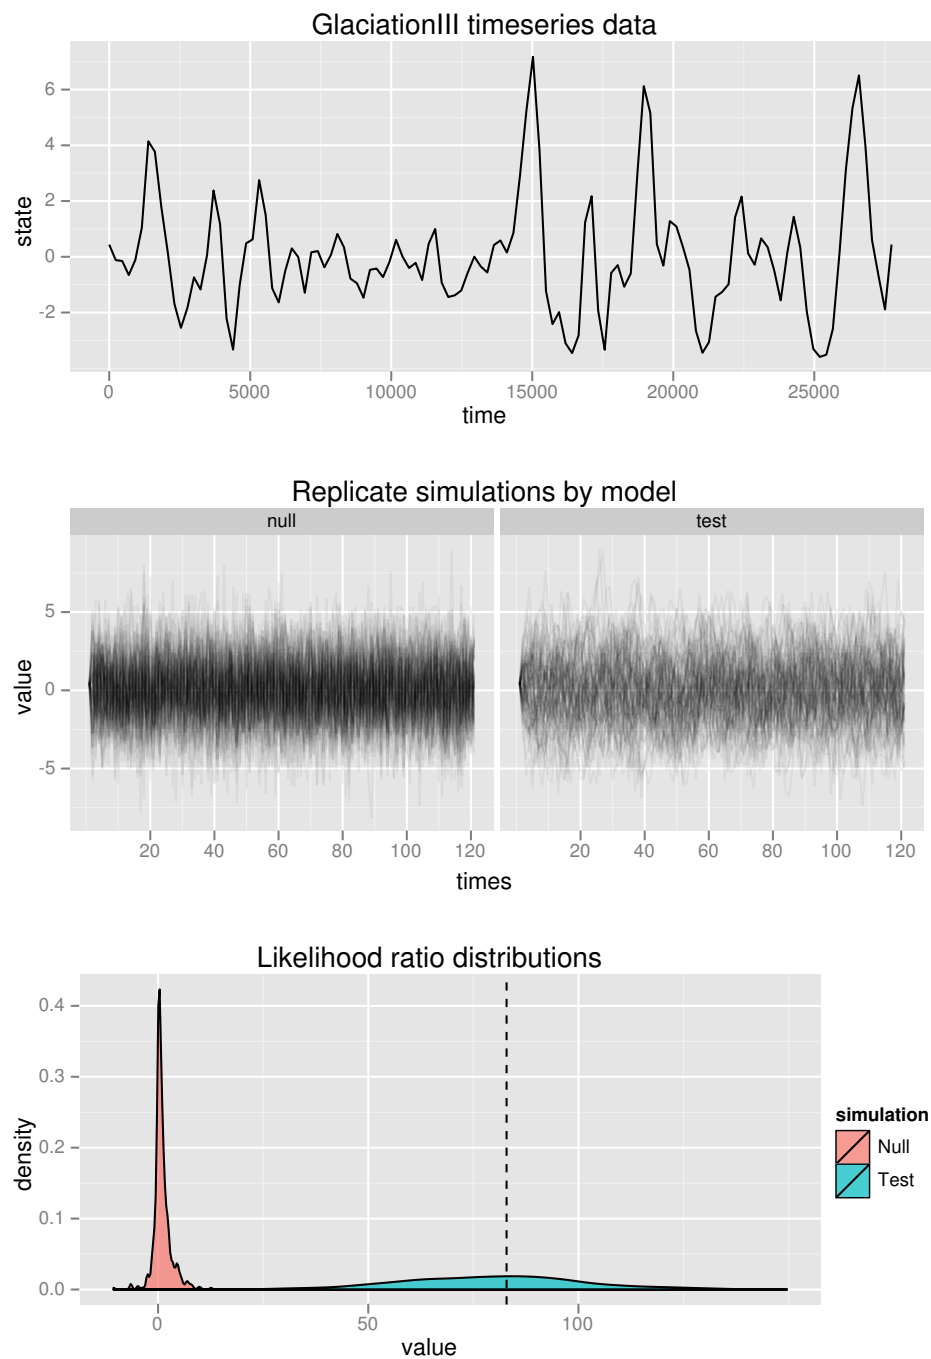 GlaciationIII timeseries data
state
6
4
2
0
-2
0 5000 10000 15000 20000 25000
time
Replicate simulations by model
null test
value
5
0
-5
20 40 60 80 100 120 20 40 60 80 100 120
times
Likelihood ratio distributions
density
0.4
0.3
0.2
0.1
0.0
0 50 100
value
simulation
Null
Test